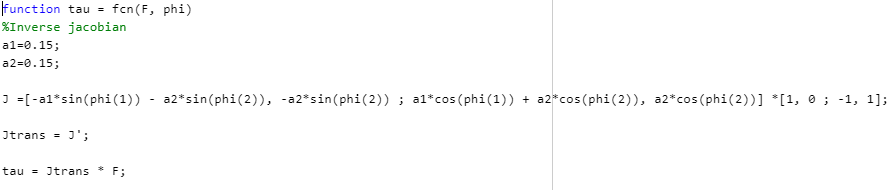 function tau = fcn(F, phi)
%Inverse jacobian
a1=0.15;
a2=0.15;
J =[-a1*sin(phi(1)) - a2*sin(phi(2)), -a2*sin(phi(2)) ; a1*cos(phi(1)) + a2*cos(phi(2)), a2*cos(phi(2))] *[1, 0 ; -1, 1];
Jtrans = J';
tau = Jtrans * F;